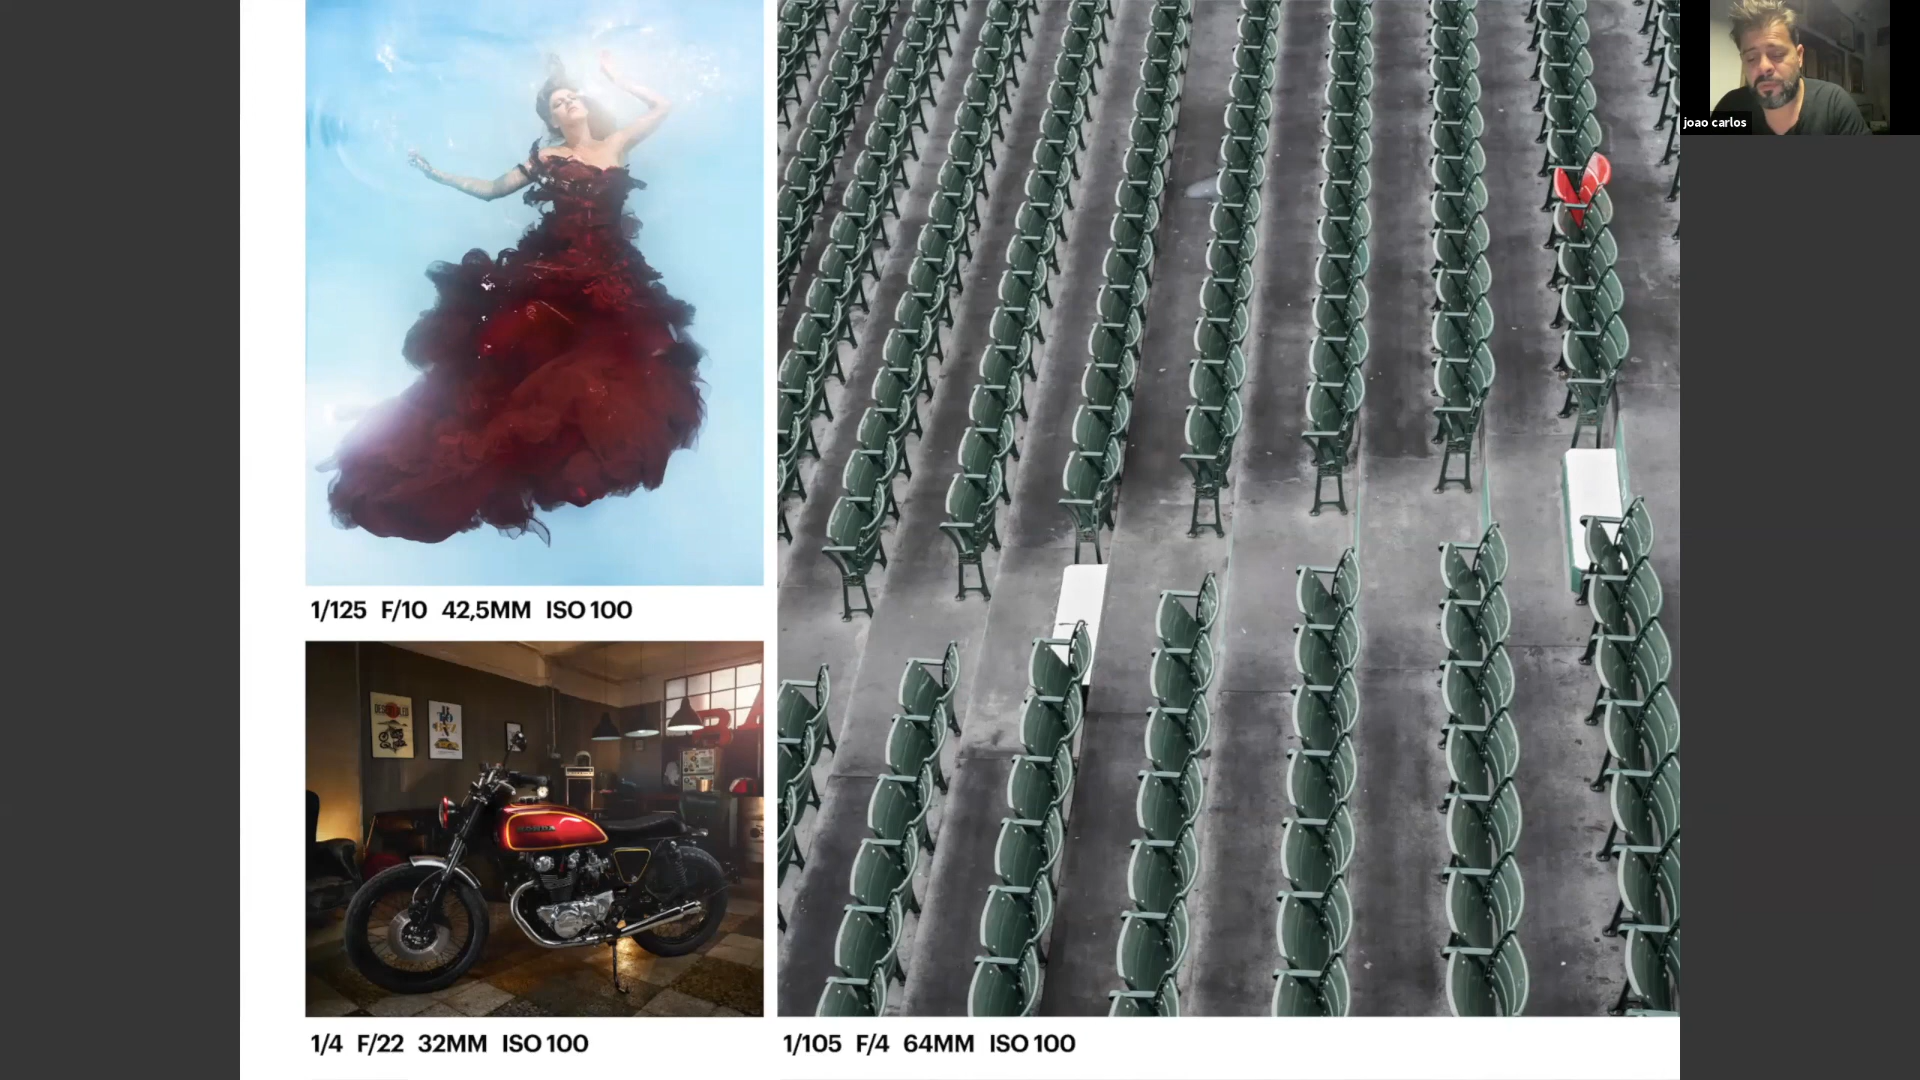 joao carlos
1/125 F/10 42,5MM ISO 100
HONDA
1/4 F/22 32MM ISO 100
1/105 F/4 64MM ISO 100